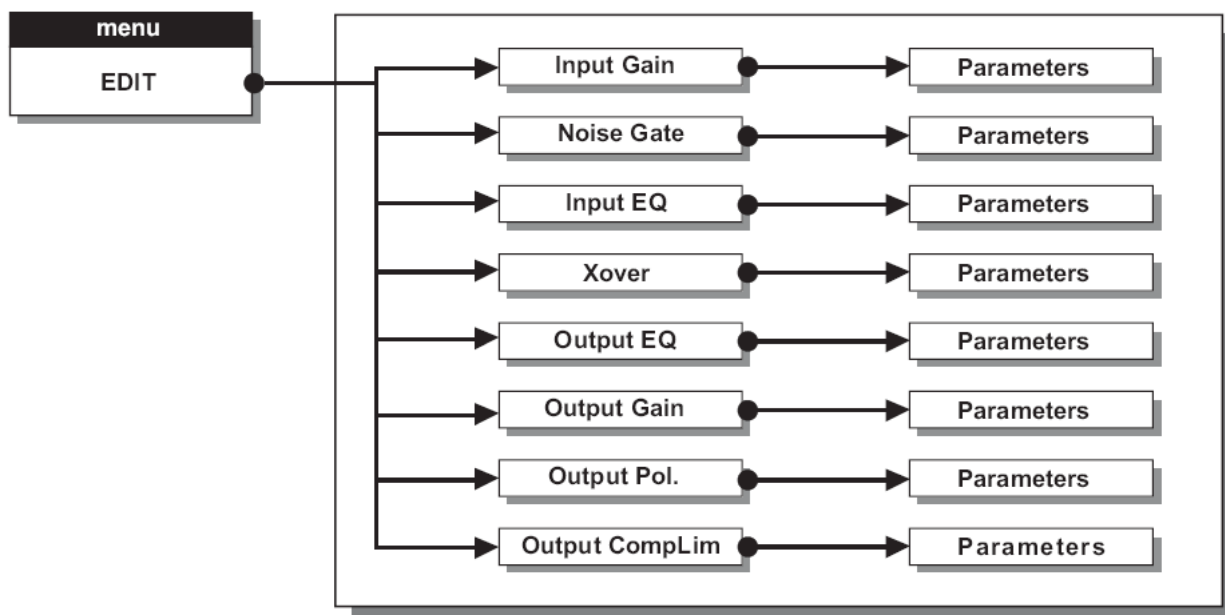 menu
EDIT
Input Gain
Parameters
Noise Gate
Parameters
Input EQ
Parameters
Xover
Parameters
Output EQ
Parameters
Output Gain
Parameters
Output Pol.
Parameters
Output CompLim
Parameters